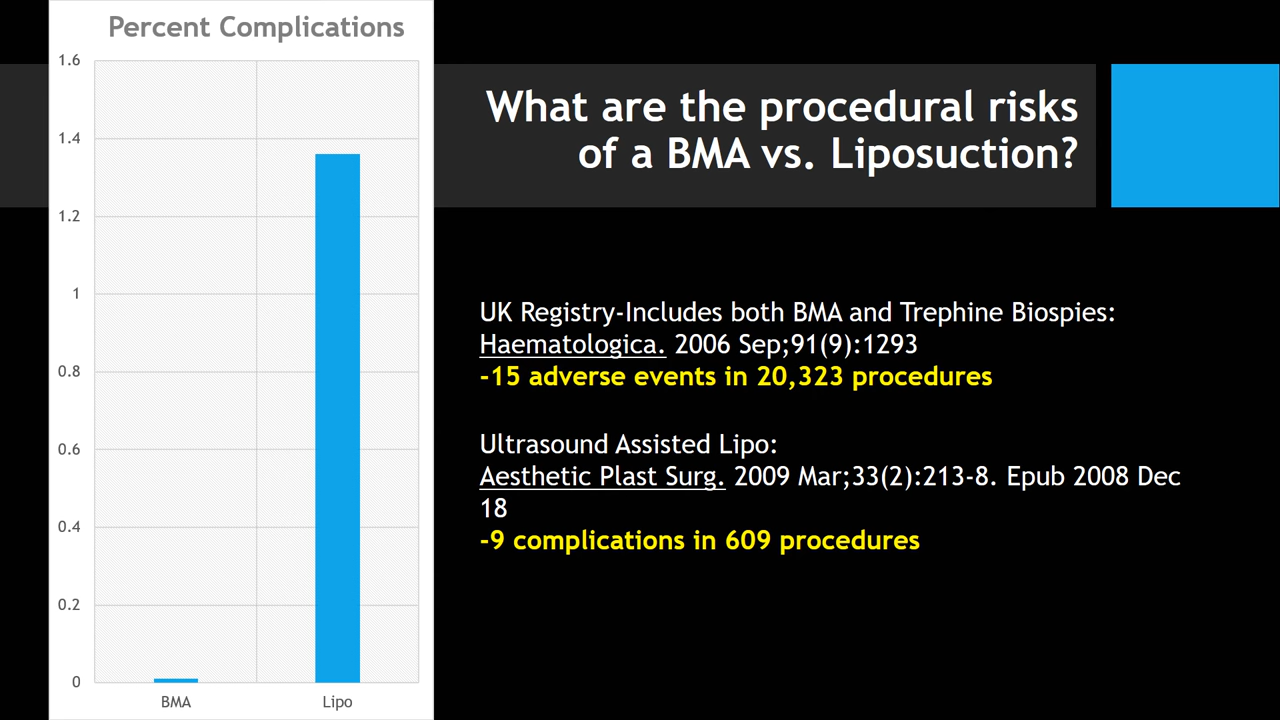 Percent Complications
1.6
1.4
1.2
1
0.8
0.6
0.4
0.2
0
BMA
Lipo
What are the procedural risks
of a BMA vs. Liposuction?
UK Registry-Includes both BMA and Trephine Biospies:
Haematologica. 2006 Sep;91(9):1293
-15 adverse events in 20,323 procedures
Ultrasound Assisted Lipo:
Aesthetic Plast Surg. 2009 Mar;33(2):213-8. Epub 2008 Dec
18
-9 complications in 609 procedures